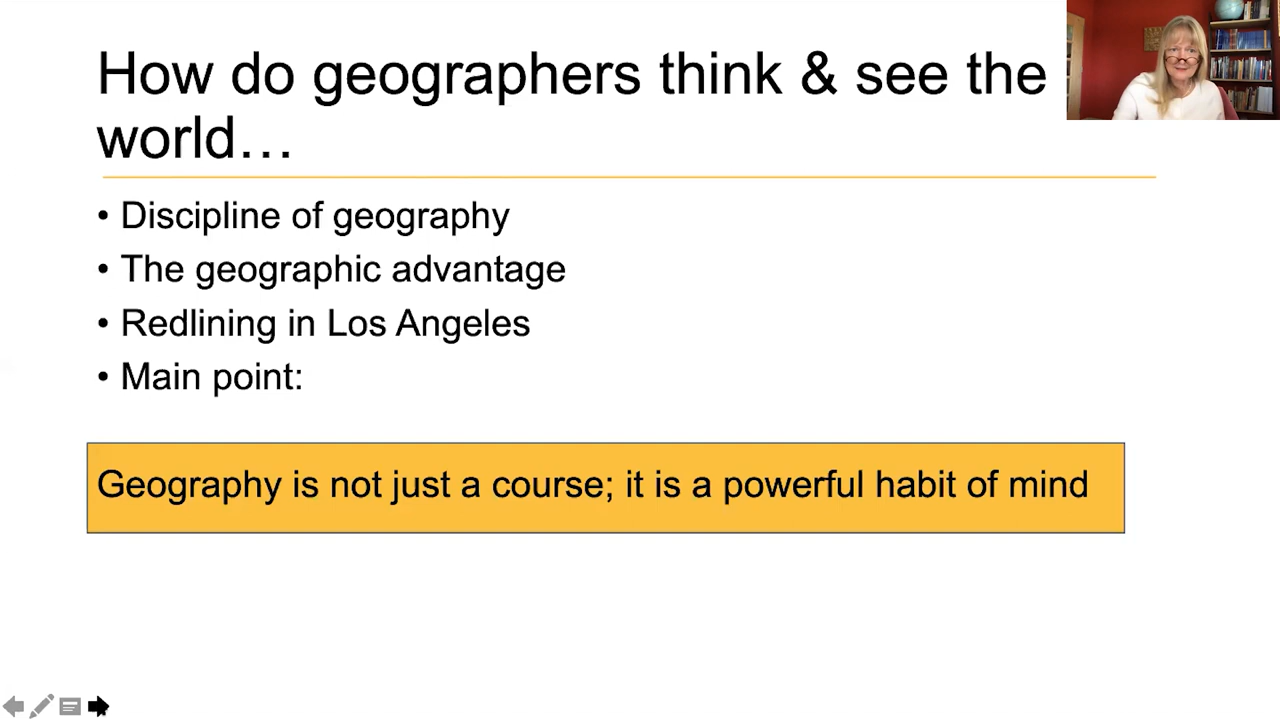 How do geographers think & see the
world…
• Discipline of geography
• The geographic advantage
• Redlining in Los Angeles
• Main point:
Geography is not just a course; it is a powerful habit of mind